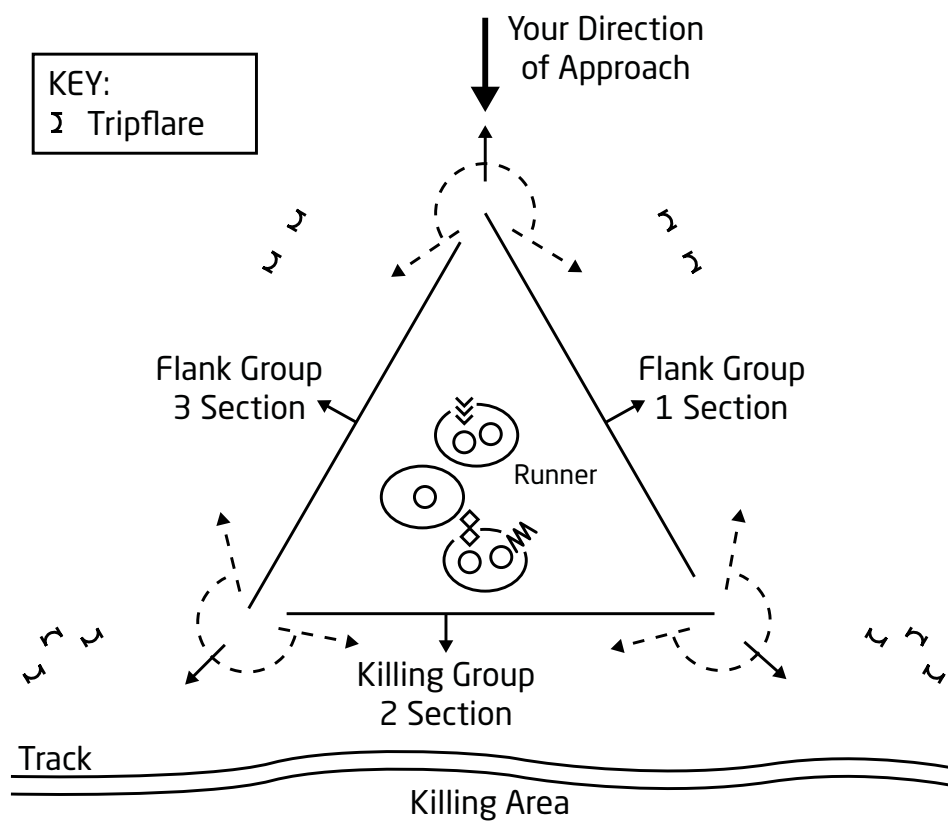 Your Direction
of Approach
KEY:
Tripflare
Flank Group
3 Section
Flank Group
1 Section
Runner
Killing Group
2 Section
Track
Killing Area